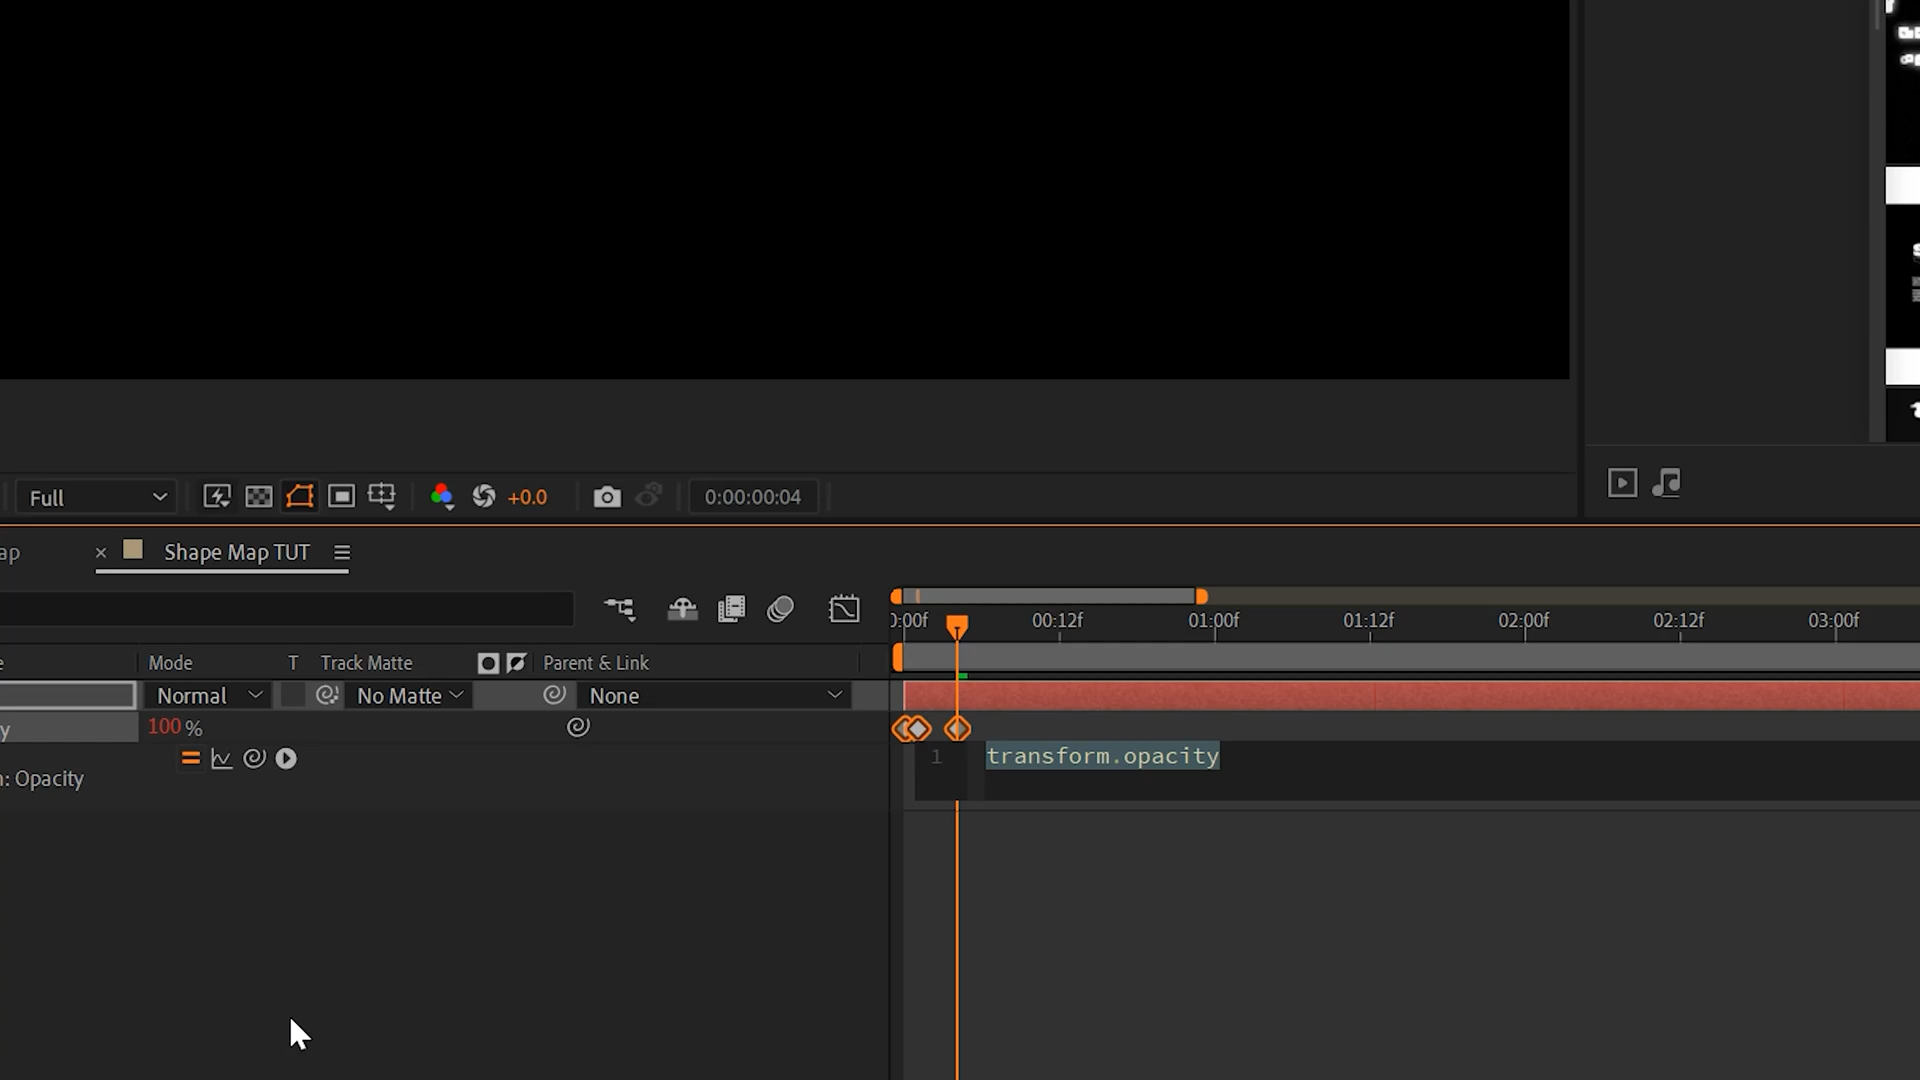 Full
+0.0
0:00:00:04
ap
Shape Map TUT
:00f 00:12f 01:00f 01:12f 02:00f 02:12f 03:00f
e Mode T Track Matte Parent & Link
Normal No Matte None
y 100 %
1 transform.opacity
n: Opacity